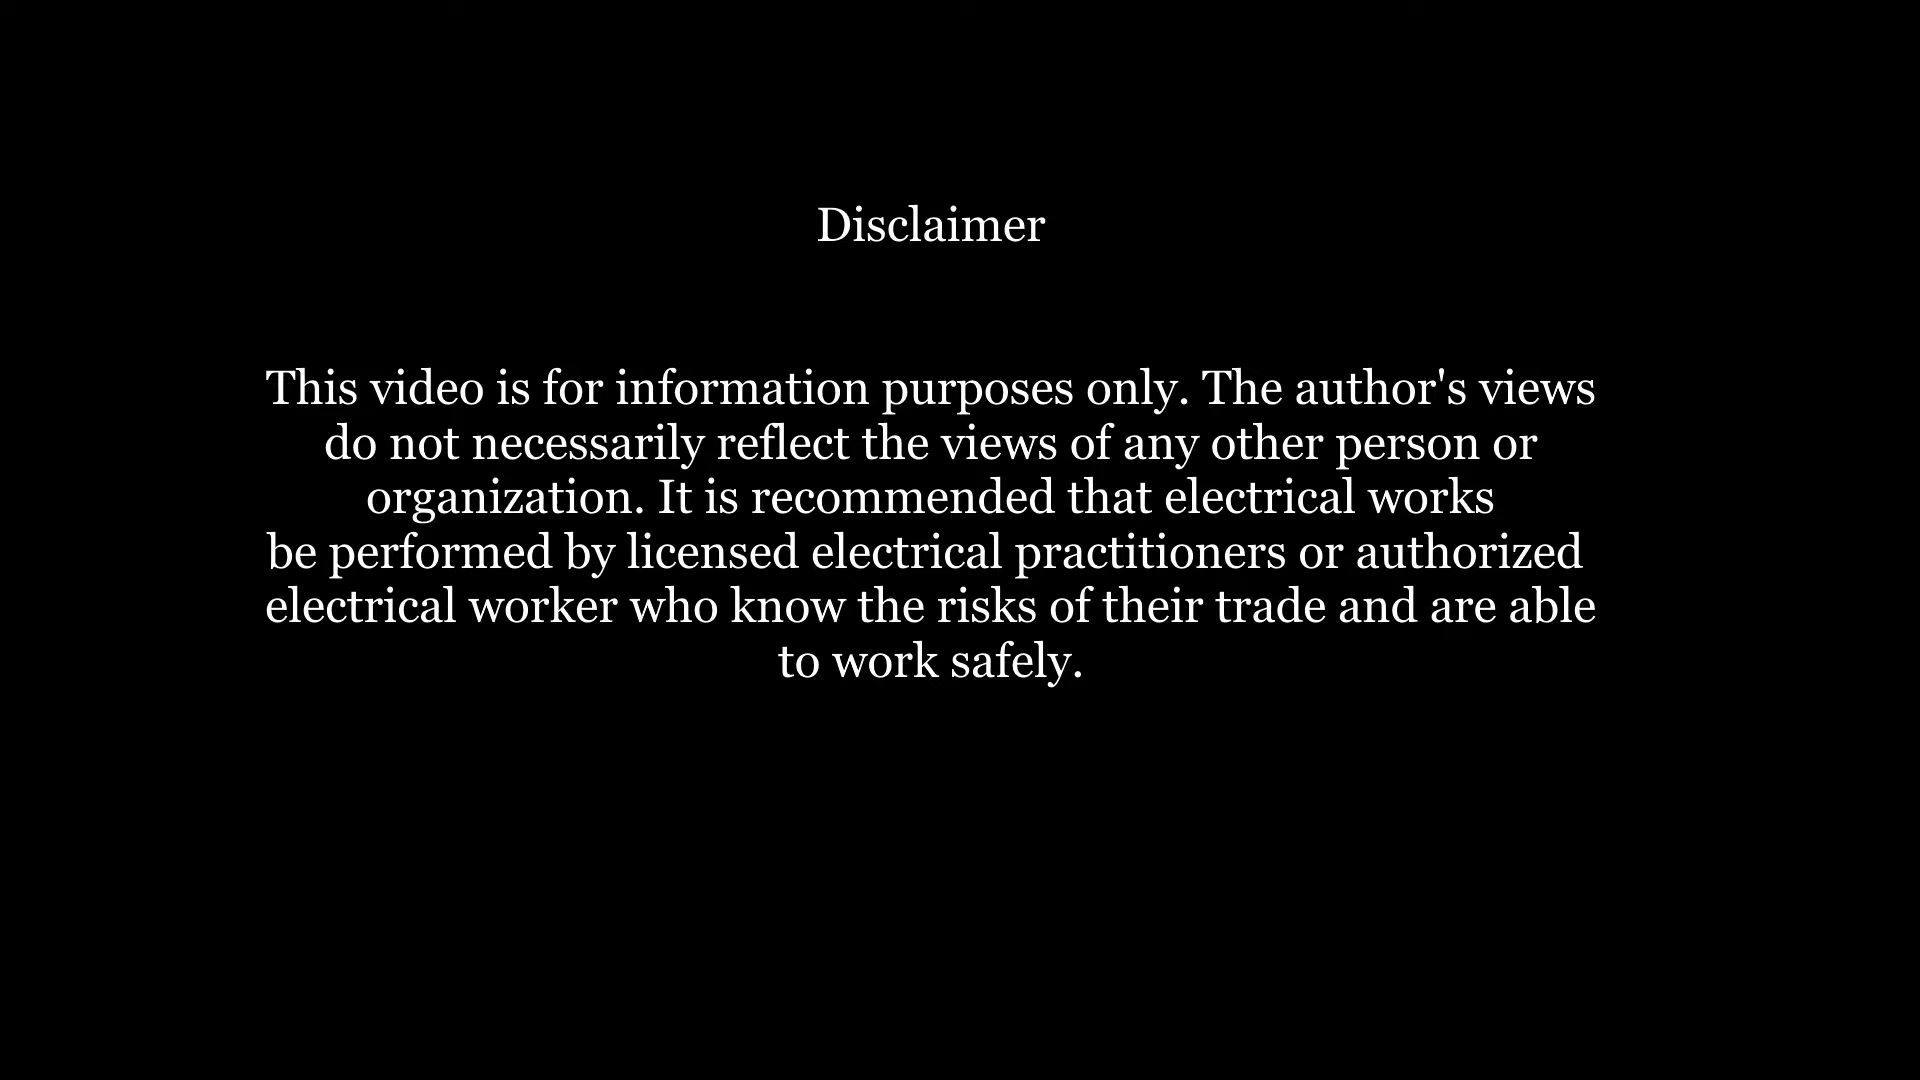 Disclaimer
This video is for information purposes only. The author's views
do not necessarily reflect the views of any other person or
organization. It is recommended that electrical works
be performed by licensed electrical practitioners or authorized
electrical worker who know the risks of their trade and are able
to work safely.